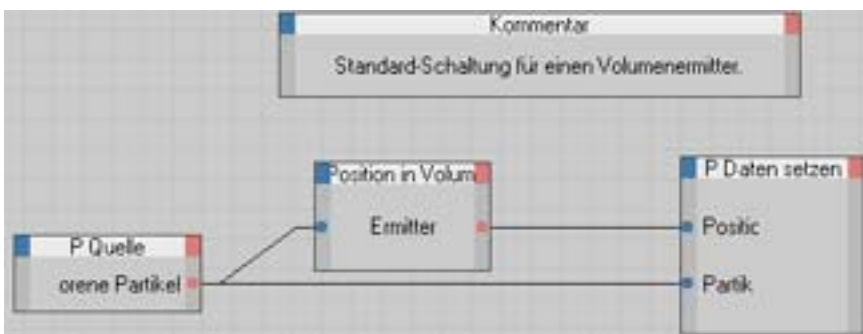 Kommentar
Standard-Schaltung für einen Volumenermitter.
Position in Volum
Ermitter
P Daten setzen
Positic
Partik
P Quelle
orene Partikel